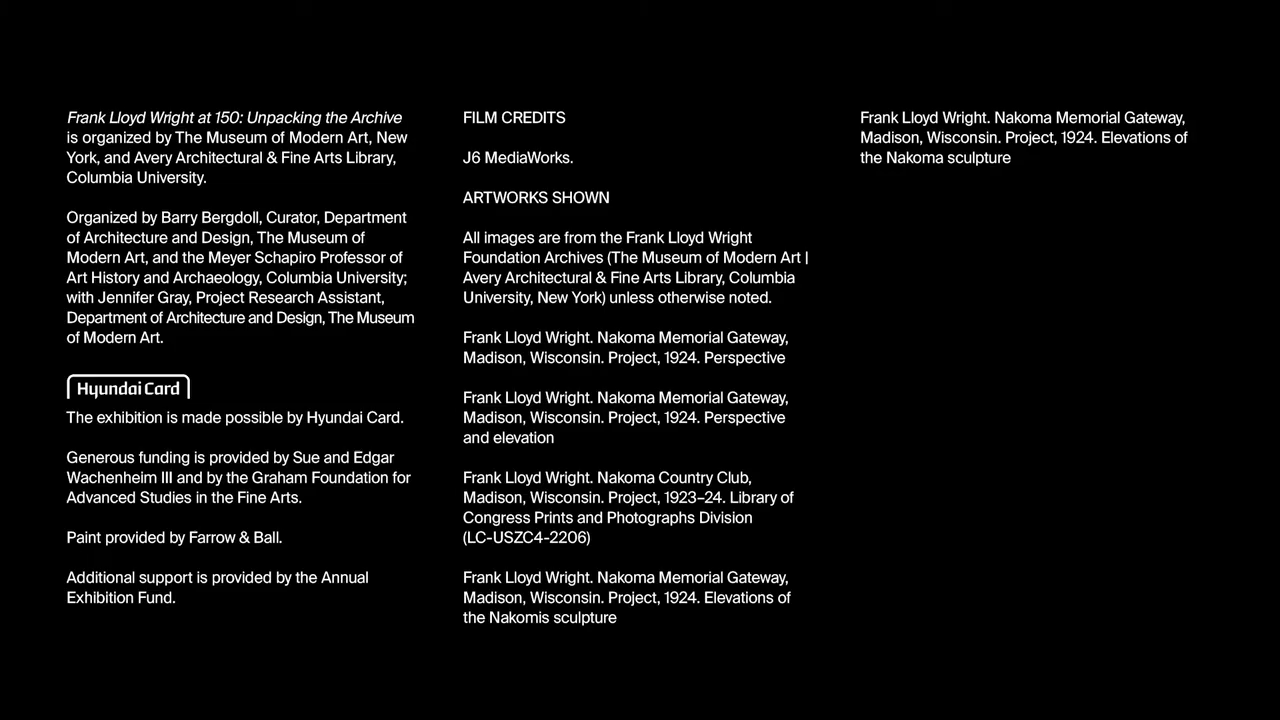 Frank Lloyd Wright at 150: Unpacking the Archive
is organized by The Museum of Modern Art, New
York, and Avery Architectural & Fine Arts Library,
Columbia University.
Organized by Barry Bergdoll, Curator, Department
of Architecture and Design, The Museum of
Modern Art, and the Meyer Schapiro Professor of
Art History and Archaeology, Columbia University;
with Jennifer Gray, Project Research Assistant,
Department of Architecture and Design, The Museum
of Modern Art.
Hyundai Card
The exhibition is made possible by Hyundai Card.
Generous funding is provided by Sue and Edgar
Wachenheim III and by the Graham Foundation for
Advanced Studies in the Fine Arts.
Paint provided by Farrow & Ball.
Additional support is provided by the Annual
Exhibition Fund.
FILM CREDITS
J6 MediaWorks.
ARTWORKS SHOWN
All images are from the Frank Lloyd Wright
Foundation Archives (The Museum of Modern Art |
Avery Architectural & Fine Arts Library, Columbia
University, New York) unless otherwise noted.
Frank Lloyd Wright. Nakoma Memorial Gateway,
Madison, Wisconsin. Project, 1924. Perspective
Frank Lloyd Wright. Nakoma Memorial Gateway,
Madison, Wisconsin. Project, 1924. Perspective
and elevation
Frank Lloyd Wright. Nakoma Country Club,
Madison, Wisconsin. Project, 1923–24. Library of
Congress Prints and Photographs Division
(LC-USZC4-2206)
Frank Lloyd Wright. Nakoma Memorial Gateway,
Madison, Wisconsin. Project, 1924. Elevations of
the Nakomis sculpture
Frank Lloyd Wright. Nakoma Memorial Gateway,
Madison, Wisconsin. Project, 1924. Elevations of
the Nakoma sculpture